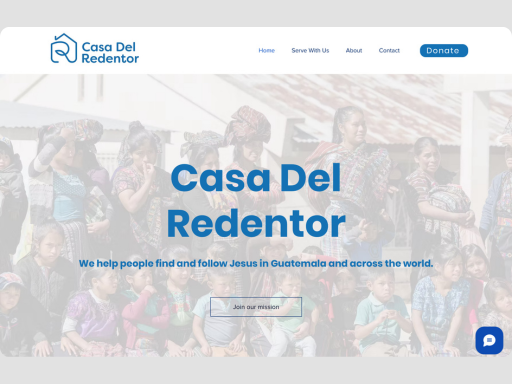 Casa Del
Redentor
Home
Serve With Us
About
Contact
Donate
Casa Del
Redentor
We help people find and follow Jesus in Guatemala and across the world.
Join our mission